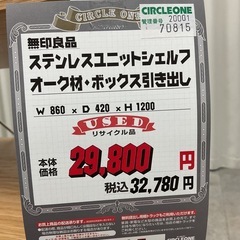 CIRCLE ONE
CIRCLEONE
管理番号
20001
70815
無印良品
ステンレスユニットシェルフ
オーク材・ボックス引き出し
W 860 × D 420 × H 1200
USED
リサイクル品
本体価格 29,800 円
税込 32,780 円